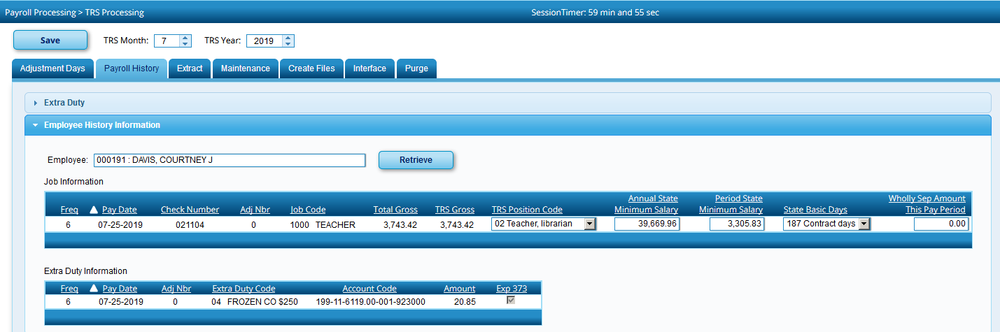 Payroll Processing > TRS Processing SessionTimer: 59 min and 55 sec
Save TRS Month: 7 TRS Year: 2019
Adjustment Days Payroll History Extract Maintenance Create Files Interface Purge
Extra Duty
Employee History Information
Employee: 000191 : DAVIS, COURTNEY J Retrieve
Job Information
Annual State Period State Wholly Sep Amount
Freq Pay Date Check Number Adj Nbr Job Code Total Gross TRS Gross TRS Position Code Minimum Salary Minimum Salary State Basic Days This Pay Period
6 07-25-2019 021104 0 1000 TEACHER 3,743.42 3,743.42 02 Teacher, librarian 39,669.96 3,305.83 187 Contract days 0.00
Extra Duty Information
Freq Pay Date Adj Nbr Extra Duty Code Account Code Amount Exp 373
6 07-25-2019 0 04 FROZEN CO $250 199-11-6119.00-001-923000 20.85